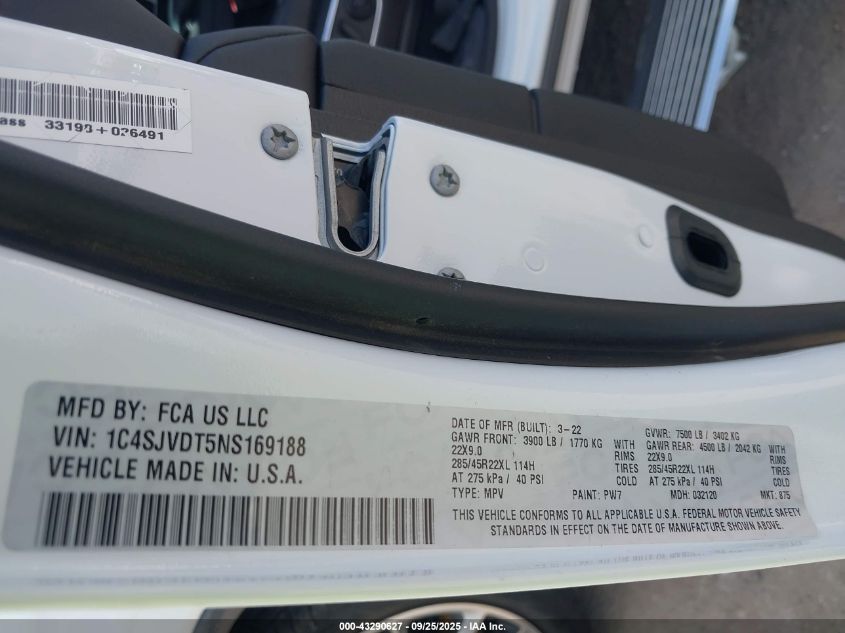 ass 33193+036491
MFD BY: FCA US LLC
VIN: 1C4SJVDT5NS169188
VEHICLE MADE IN: U.S.A.
DATE OF MFR (BUILT): 3-22
GAWR FRONT: 3900 LB / 1770 KG WITH
22X9.0 RIMS
285/45R22XL 114H TIRES
AT 275 kPa / 40 PSI COLD
TYPE: MPV PAINT: PW7
GVWR: 7500 LB / 3402 KG
GAWR REAR: 4500 LB / 2042 KG WITH
22X9.0 RIMS
285/45R22XL 114H TIRES
AT 275 kPa / 40 PSI COLD
MDH: 032120 MKT: 875
THIS VEHICLE CONFORMS TO ALL APPLICABLE U.S.A. FEDERAL MOTOR VEHICLE SAFETY
STANDARDS IN EFFECT ON THE DATE OF MANUFACTURE SHOWN ABOVE.
000-43290627 - 09/25/2025 - IAA Inc.